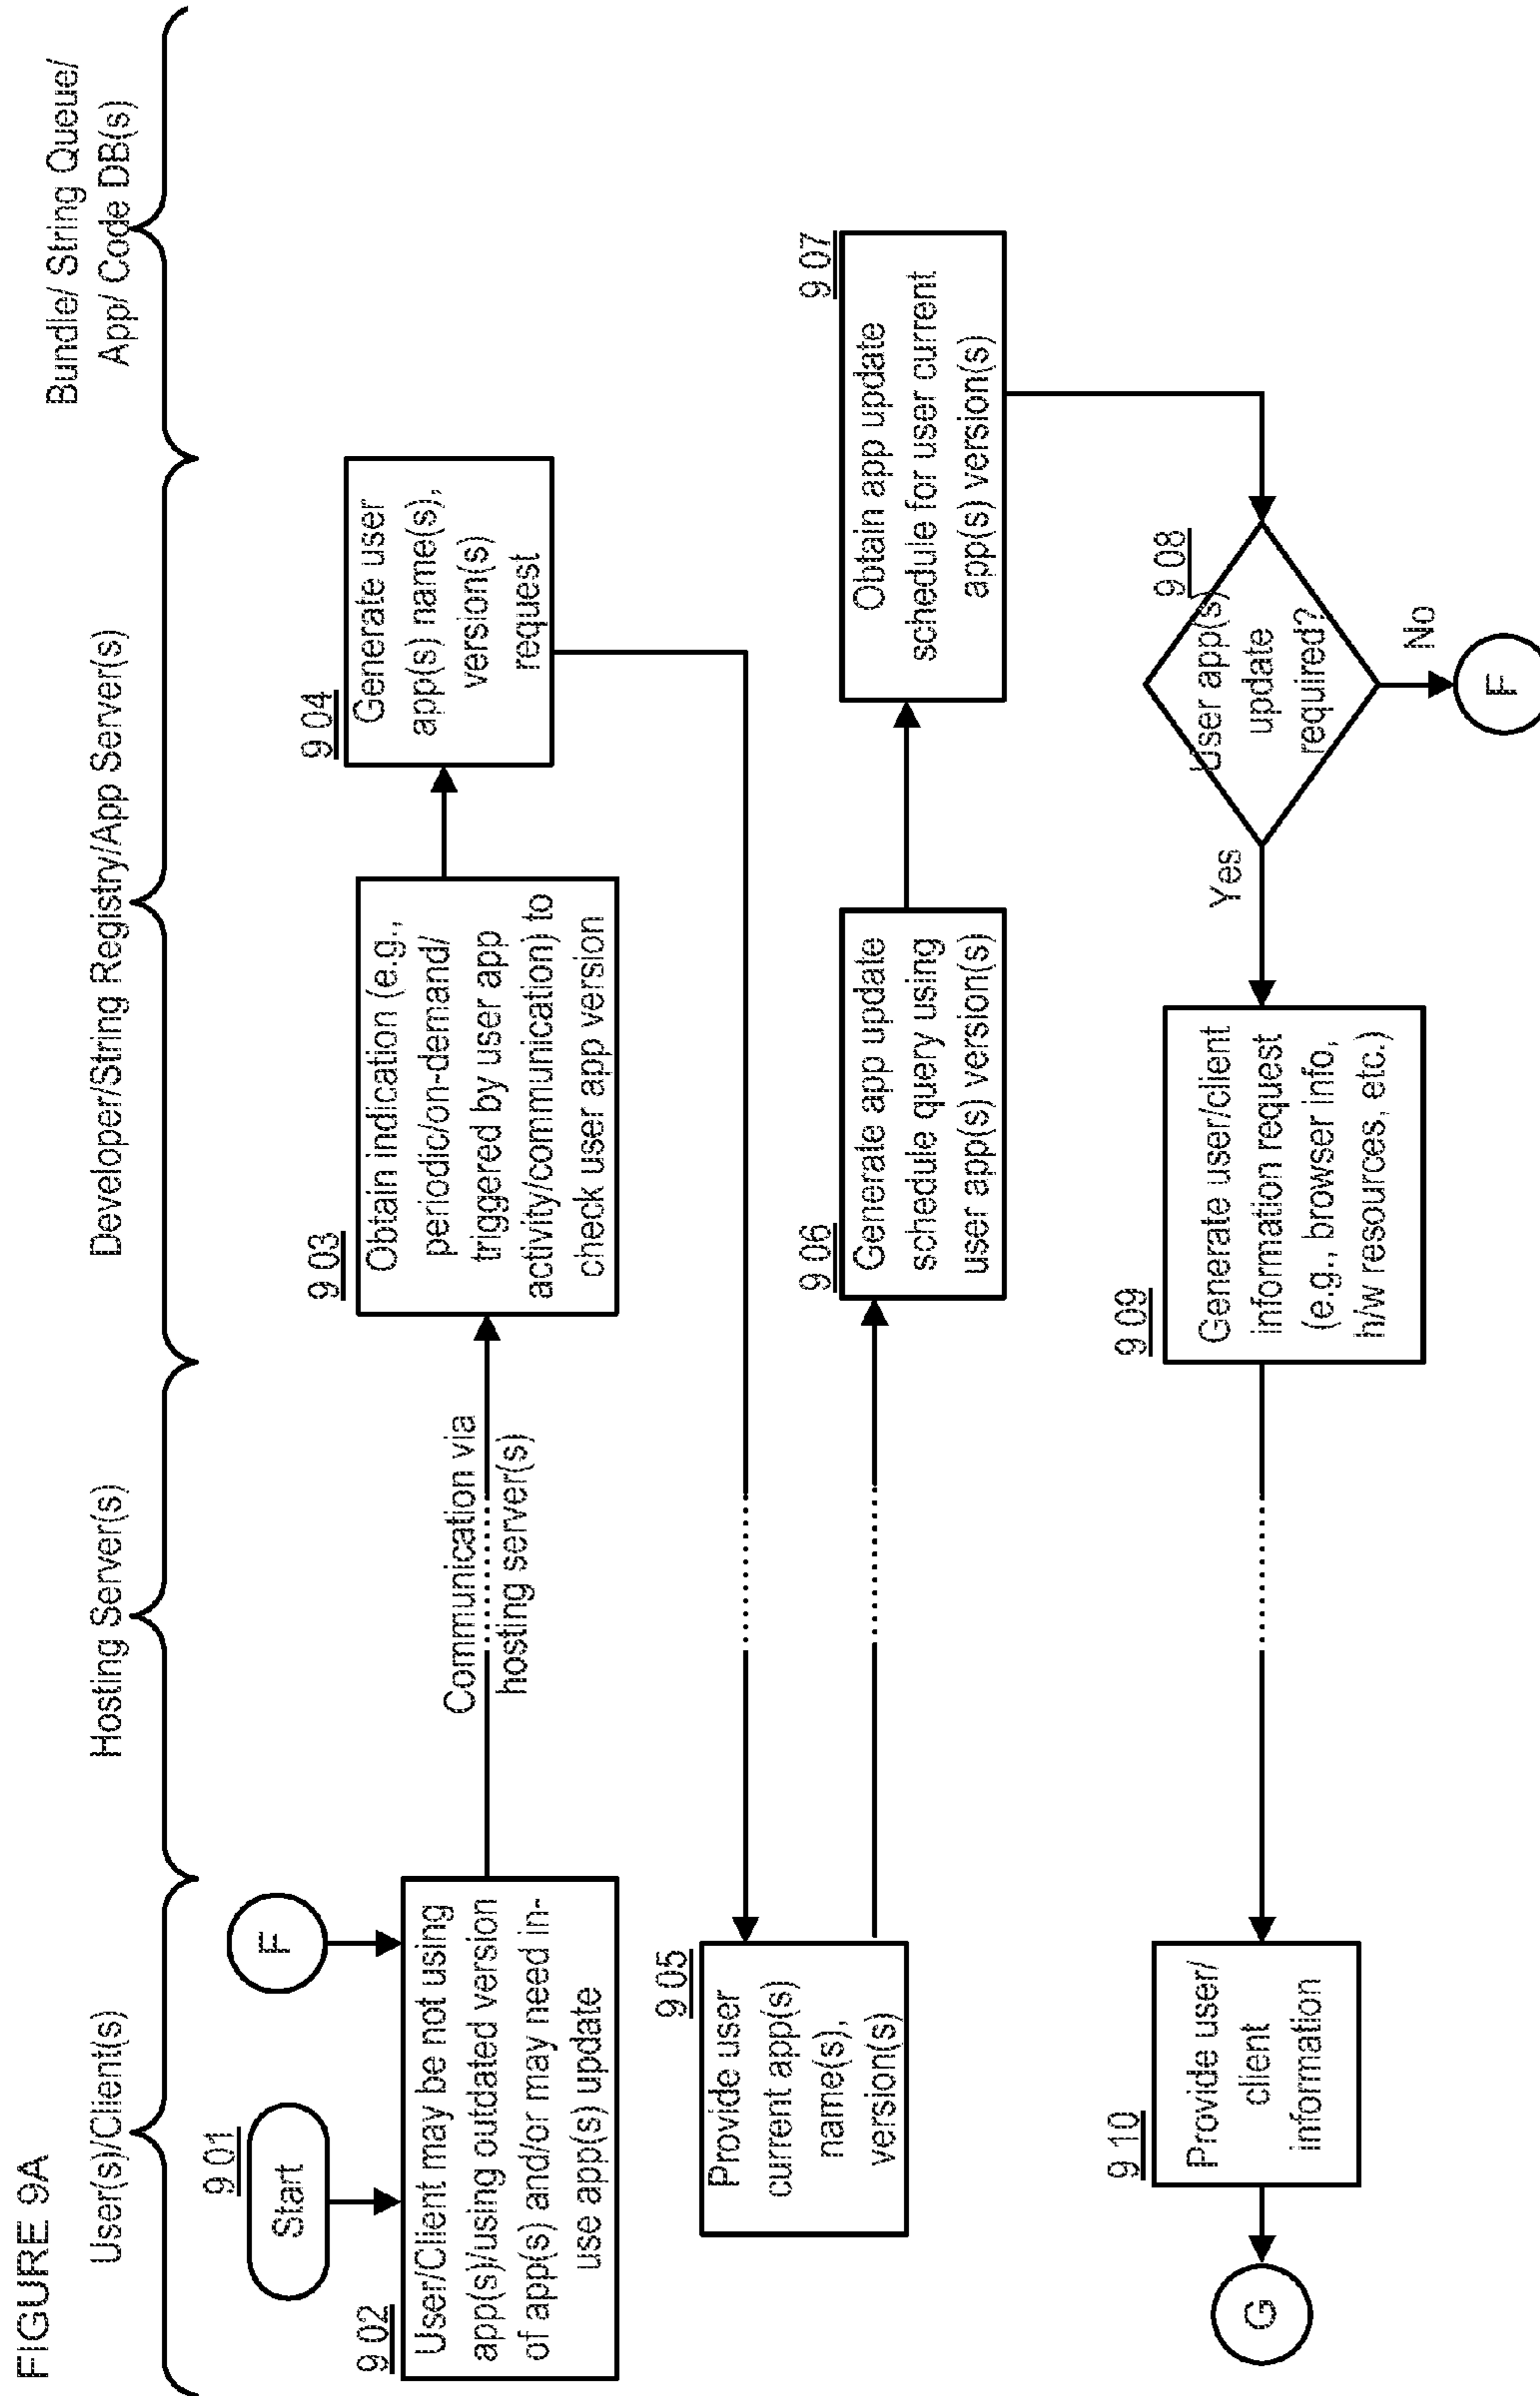 FIGURE 9A
User(s)/Client(s)
Hosting Server(s)
Developer/String Registry/App Server(s)
Bundle/ String Queue/
App/ Code DB(s)
9 01
Start
F
9 02
User/Client may be not using
app(s)/using outdated version
of app(s) and/or may need in-
use app(s) update
Communication via
hosting server(s)
9 03
Obtain indication (e.g.,
periodic/on-demand/
triggered by user app
activity/communication) to
check user app version
9 04
Generate user
app(s) name(s),
version(s)
request
9 05
Provide user
current app(s)
name(s),
version(s)
9 06
Generate app update
schedule query using
user app(s) version(s)
9 07
Obtain app update
schedule for user current
app(s) version(s)
9 08
User app(s)
update
required?
No
F
Yes
9 09
Generate user/client
information request
(e.g., browser info,
h/w resources, etc.)
9 10
Provide user/
client
information
G